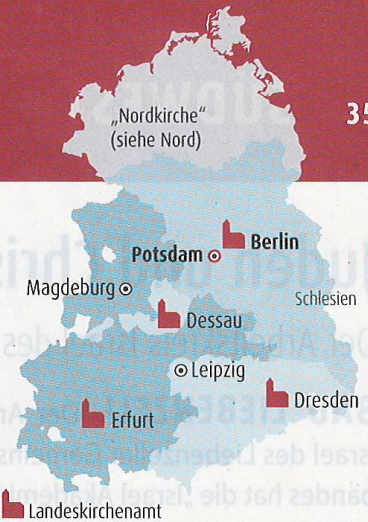 „Nordkirche“
(siehe Nord)
35
Berlin
Potsdam
Magdeburg
Schlesien
Dessau
Leipzig
Dresden
Erfurt
Landeskirchenamt